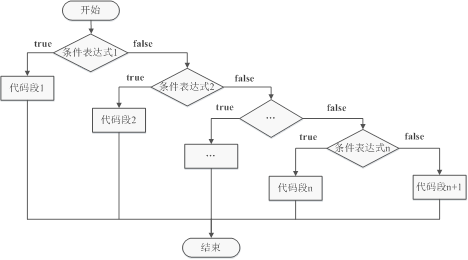 开始
true
条件表达式1
false
代码段1
true
条件表达式2
false
代码段2
true
…
false
…
true
条件表达式n
false
代码段n
代码段n+1
结束